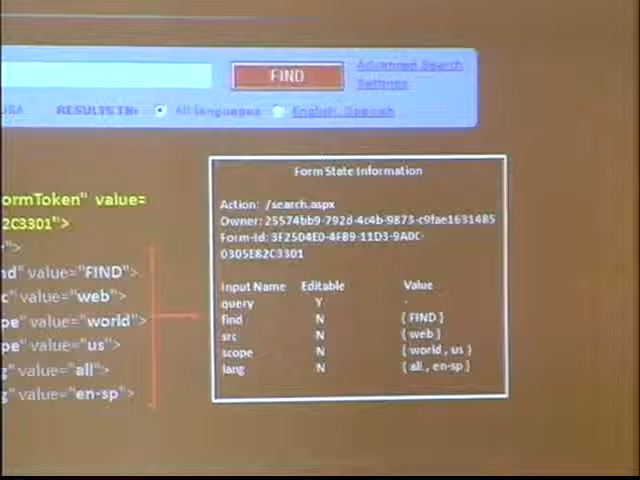 FIND
Advanced Search
Settings
USA RESULTS IN: All languages English, Spanish
Form State Information
ormToken" value=
2C3301">
Action: /search.aspx
Owner: 25574bb9-792d-4c4b-9873-c9fae1631485
Form-Id: 3F2504E0-4FB9-11D3-9A0C-
0305E82C3301
">
nd" value="FIND">
c" value="web">
pe" value="world">
pe" value="us">
g" value="all">
g" value="en-sp">
Input Name Editable Value
query Y -
find N { FIND }
src N { web }
scope N { world , us }
lang N { all , en-sp }